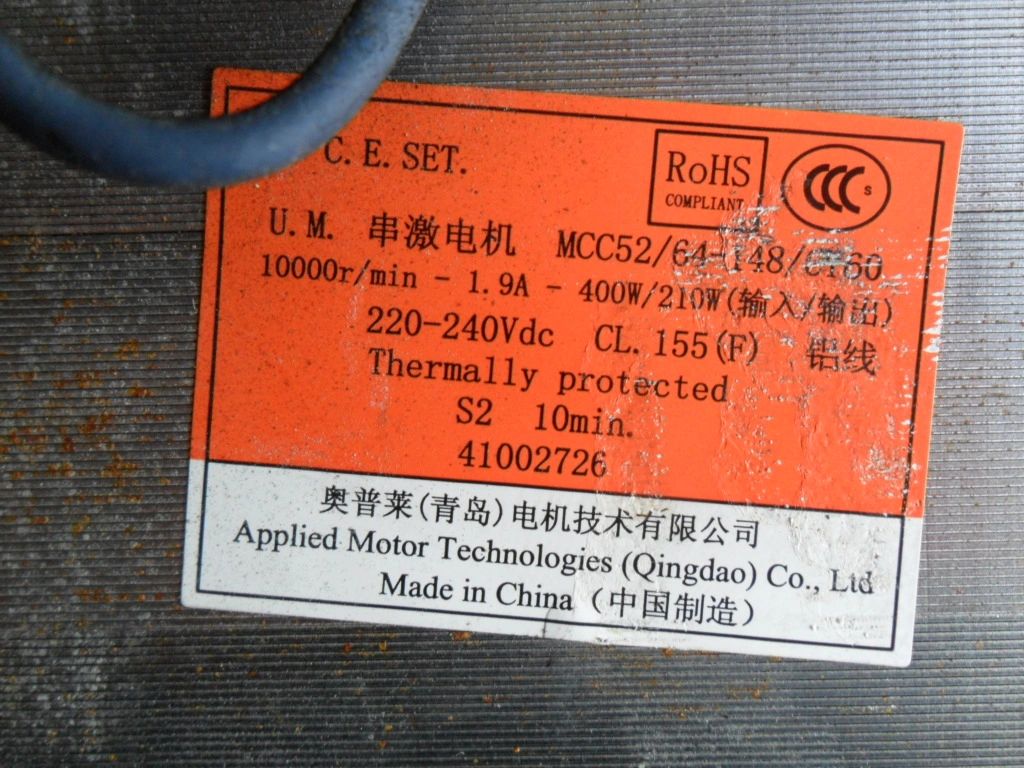 C. E. SET.
RoHS
COMPLIANT
CCC s
U.M. 串激电机 MCC52/64-148/CT60
10000r/min - 1.9A - 400W/210W(输入/输出)
220-240Vdc CL.155(F) 铝线
Thermally protected
S2 10min.
41002726
奥普莱(青岛)电机技术有限公司
Applied Motor Technologies (Qingdao) Co., Ltd
Made in China (中国制造)